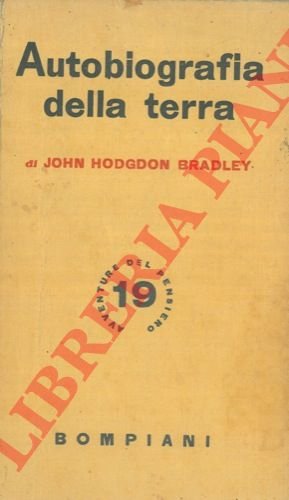 Autobiografia
della terra
di JOHN HODGDON BRADLEY
AVVENTURE DEL PENSIERO
19
BOMPIANI
LIBRERIA PIANI